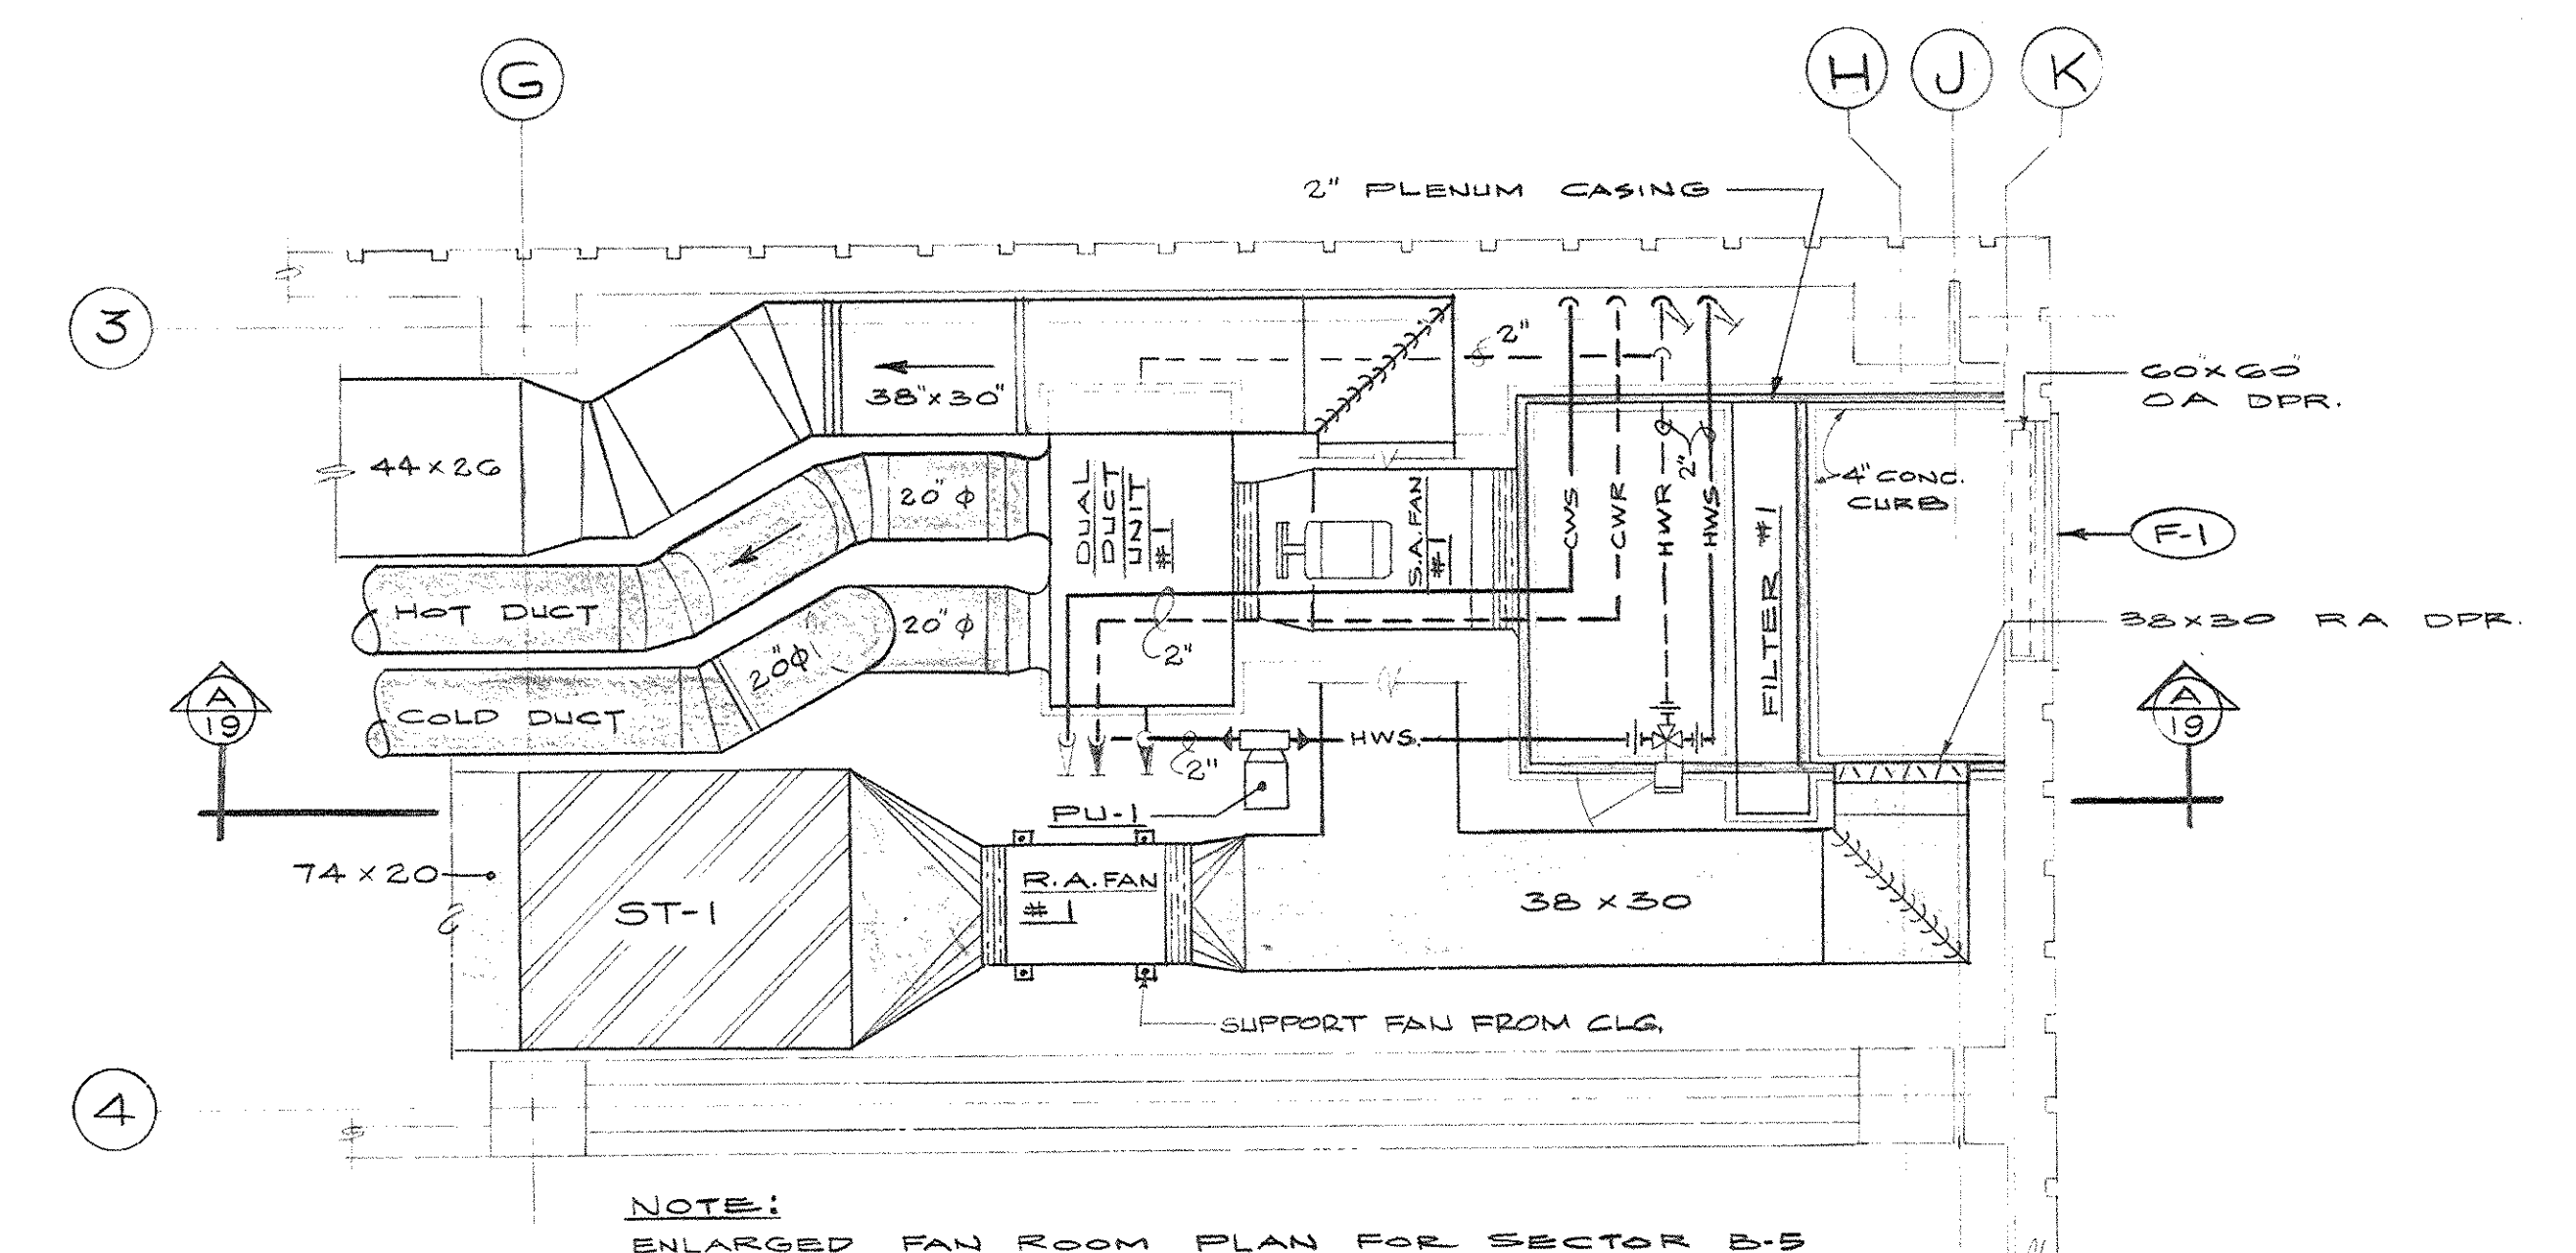 G
H
J
K
2" PLENUM CASING
3
2"
38"x30"
60"x60"
OA DPR.
44x26
20"φ
DUAL
DUCT
UNIT
#1
S.A.FAN
#1
CWS
CWR
HWR
HWS
2"
FILTER #1
4" CONC.
CURB
F-1
HOT DUCT
20"φ
2"
38x30 RA DPR.
20"φ
COLD DUCT
A
19
A
19
2"
HWS.
PU-1
74x20
ST-1
R.A.FAN
#1
38x30
SUPPORT FAN FROM CLG.
4
NOTE:
ENLARGED FAN ROOM PLAN FOR SECTOR B-5